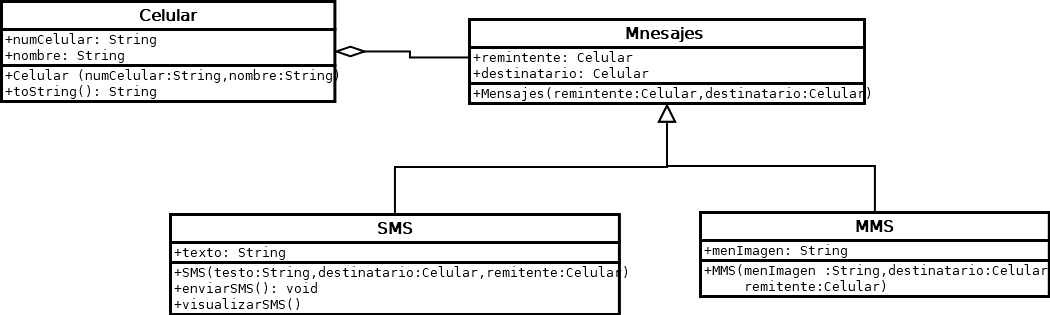 Celular
+numCelular: String
+nombre: String
+Celular (numCelular:String,nombre:String)
+toString(): String
Mnesajes
+remintente: Celular
+destinatario: Celular
+Mensajes(remintente:Celular,destinatario:Celular)
SMS
+texto: String
+SMS(testo:String,destinatario:Celular,remitente:Celular)
+enviarSMS(): void
+visualizarSMS()
MMS
+menImagen: String
+MMS(menImagen :String,destinatario:Celular
remitente:Celular)